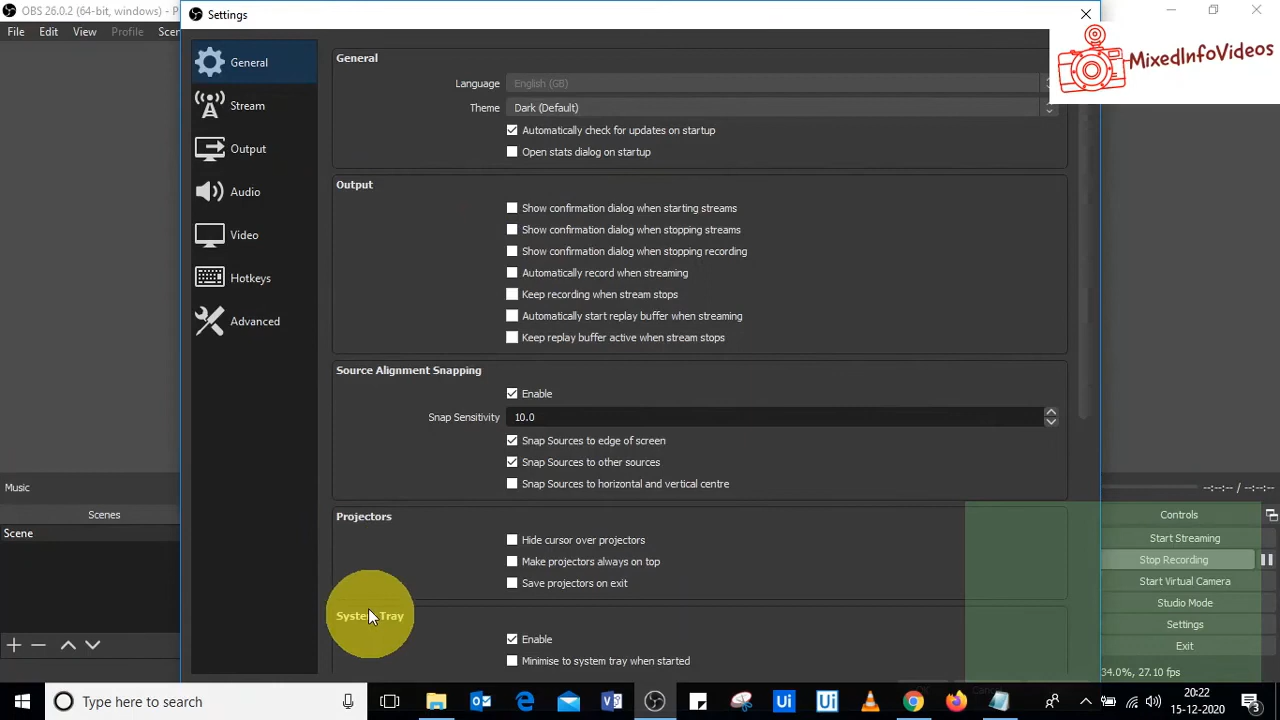 OBS 26.0.2 (64-bit, windows) - P
Settings
File Edit View Profile Scen
MixedInfoVideos
General
Stream
Output
Audio
Video
Hotkeys
Advanced
General
Language English (GB)
Theme Dark (Default)
Automatically check for updates on startup
Open stats dialog on startup
Output
Show confirmation dialog when starting streams
Show confirmation dialog when stopping streams
Show confirmation dialog when stopping recording
Automatically record when streaming
Keep recording when stream stops
Automatically start replay buffer when streaming
Keep replay buffer active when stream stops
Source Alignment Snapping
Enable
Snap Sensitivity 10.0
Snap Sources to edge of screen
Snap Sources to other sources
Snap Sources to horizontal and vertical centre
Projectors
Hide cursor over projectors
Make projectors always on top
Save projectors on exit
System Tray
Enable
Minimise to system tray when started
Music
Scenes
Scene
--:--:-- / --:--:--
Controls
Start Streaming
Stop Recording
Start Virtual Camera
Studio Mode
Settings
Exit
34.0%, 27.10 fps
Type here to search
20:22
15-12-2020
3